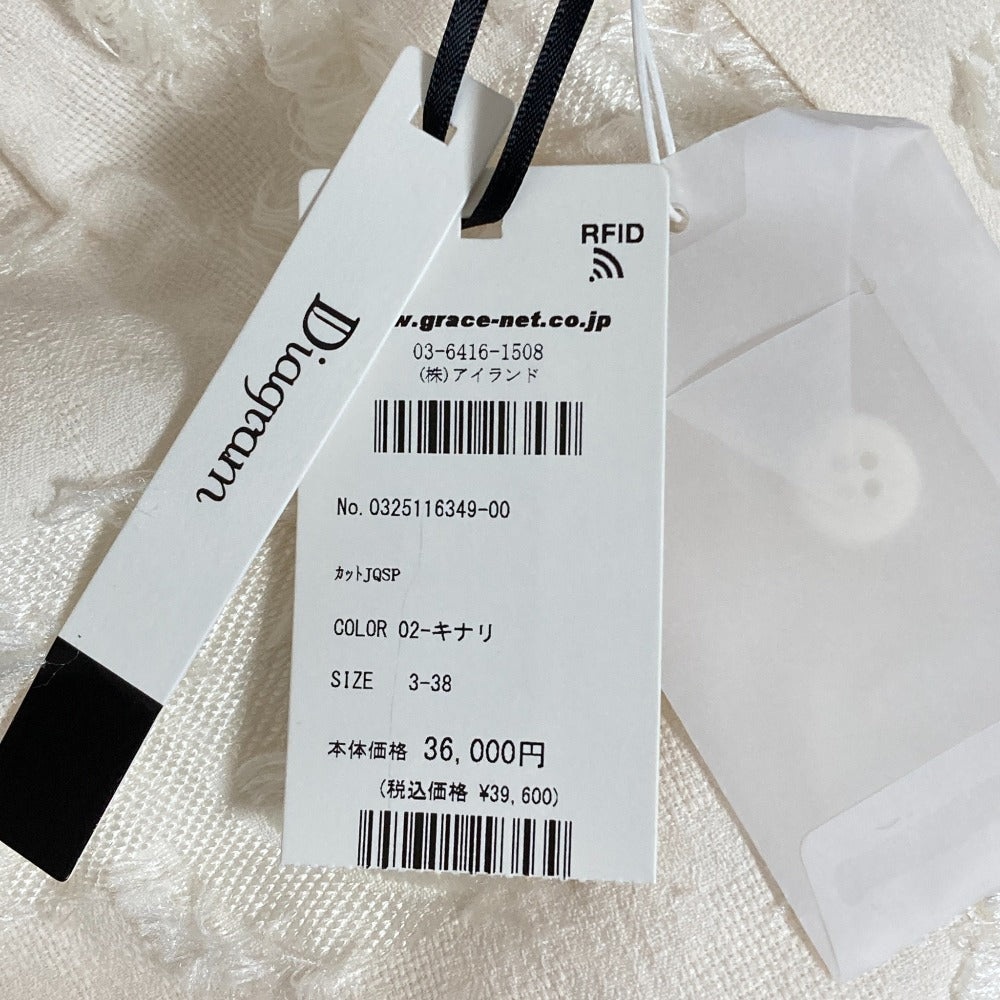 Diagram
RFID
w.grace-net.co.jp
03-6416-1508
(株)アイランド
No. 0325116349-00
ｶｯﾄJQSP
COLOR 02-キナリ
SIZE 3-38
本体価格 36,000円
(税込価格 ¥39,600)